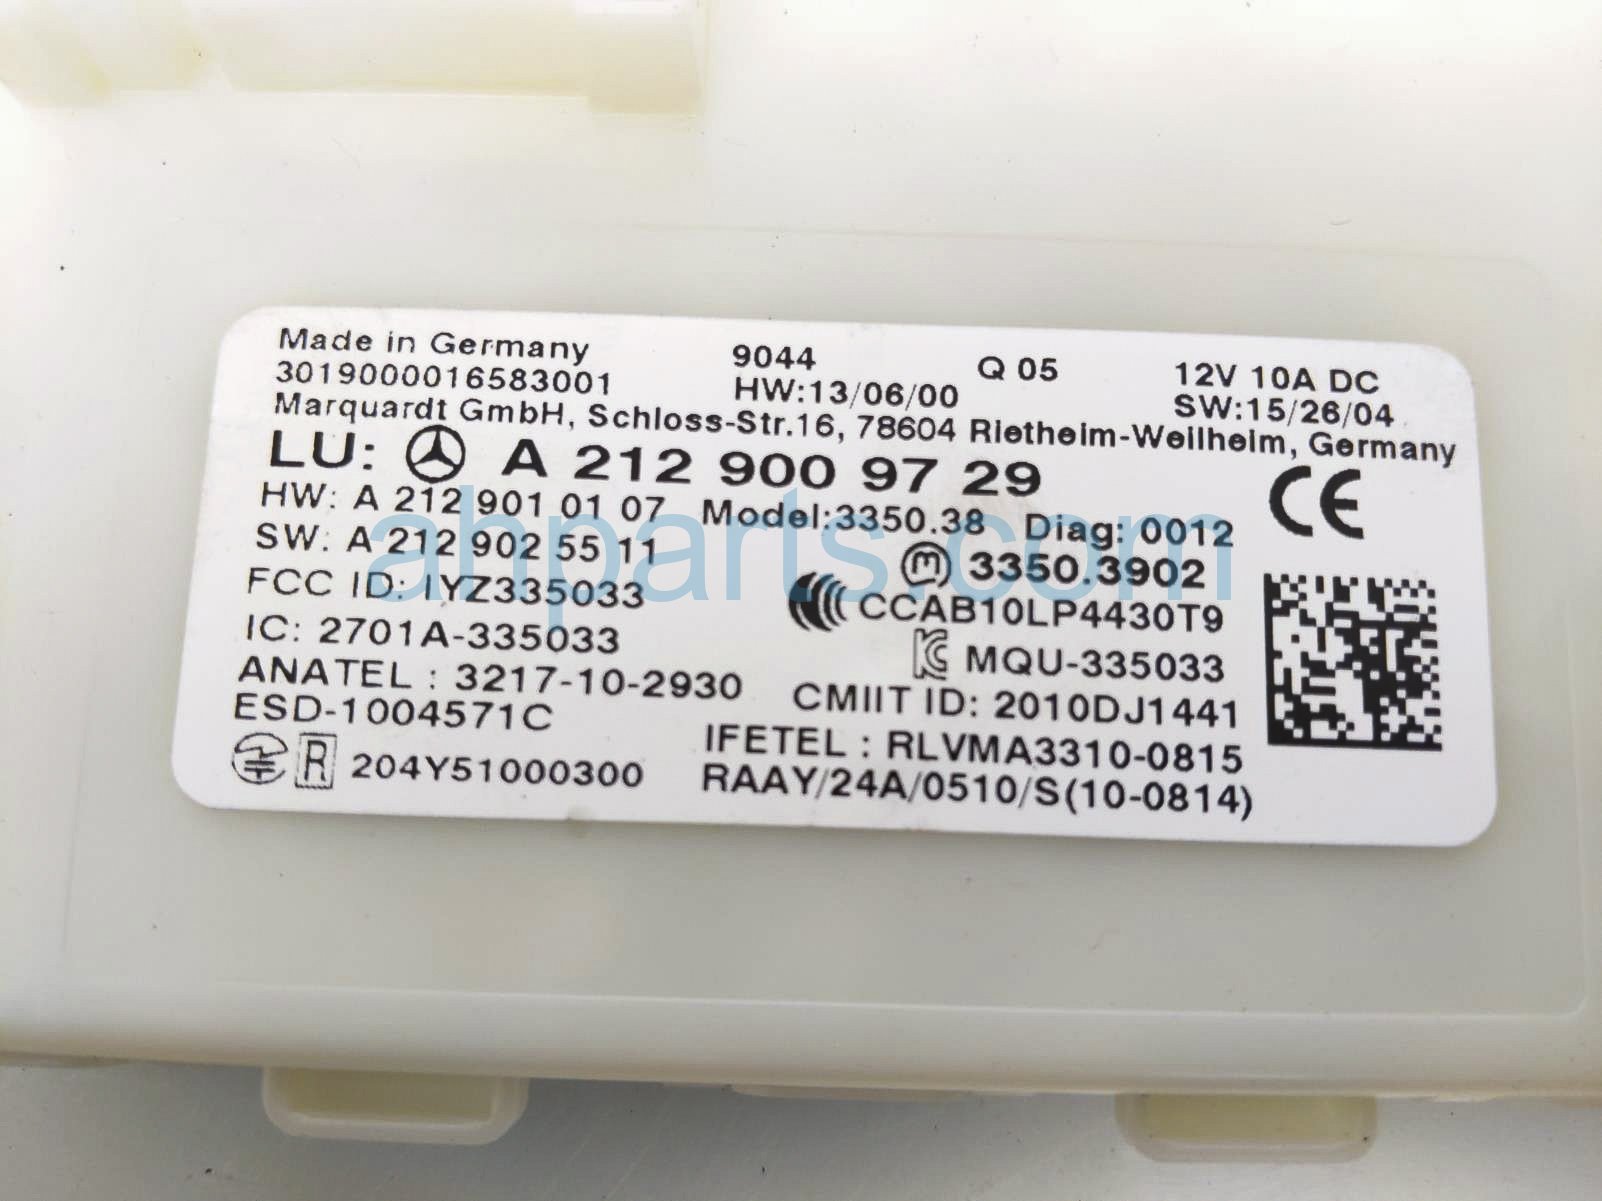 Made in Germany 9044 Q 05 12V 10A DC
3019000016583001 HW:13/06/00 SW:15/26/04
Marquardt GmbH, Schloss-Str.16, 78604 Rietheim-Weilheim, Germany
LU: A 212 900 97 29
HW: A 212 901 01 07 Model:3350.38 Diag: 0012 CE
SW: A 212 902 55 11 m 3350.3902
FCC ID: IYZ335033 CCAB10LP4430T9
IC: 2701A-335033 MQU-335033
ANATEL : 3217-10-2930 CMIIT ID: 2010DJ1441
ESD-1004571C IFETEL : RLVMA3310-0815
R 204Y51000300 RAAY/24A/0510/S(10-0814)
ahparts.com